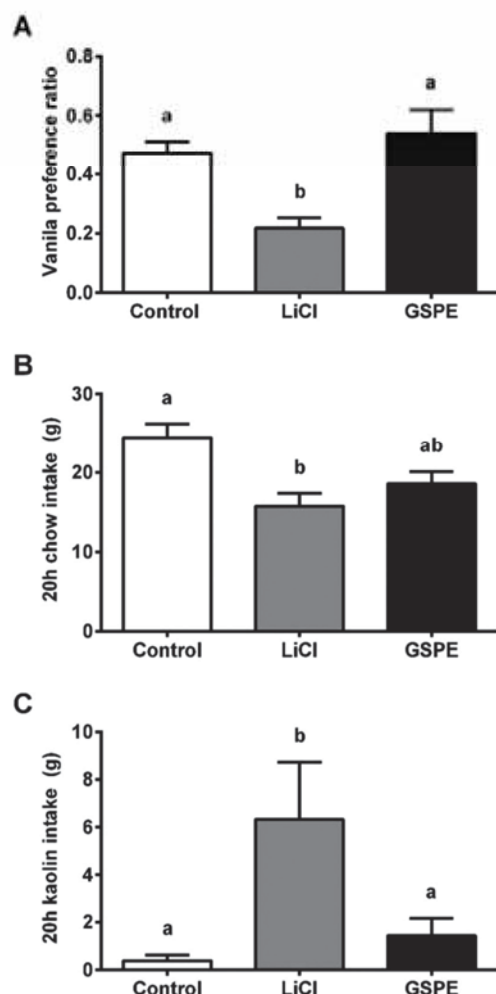 A
Vanila preference ratio
0.8
0.6
0.4
0.2
0.0
a
b
a
Control LiCl GSPE
B
20h chow intake (g)
30
20
10
0
a
b
ab
Control LiCl GSPE
C
20h kaolin intake (g)
10
8
6
4
2
0
a
b
a
Control LiCl GSPE